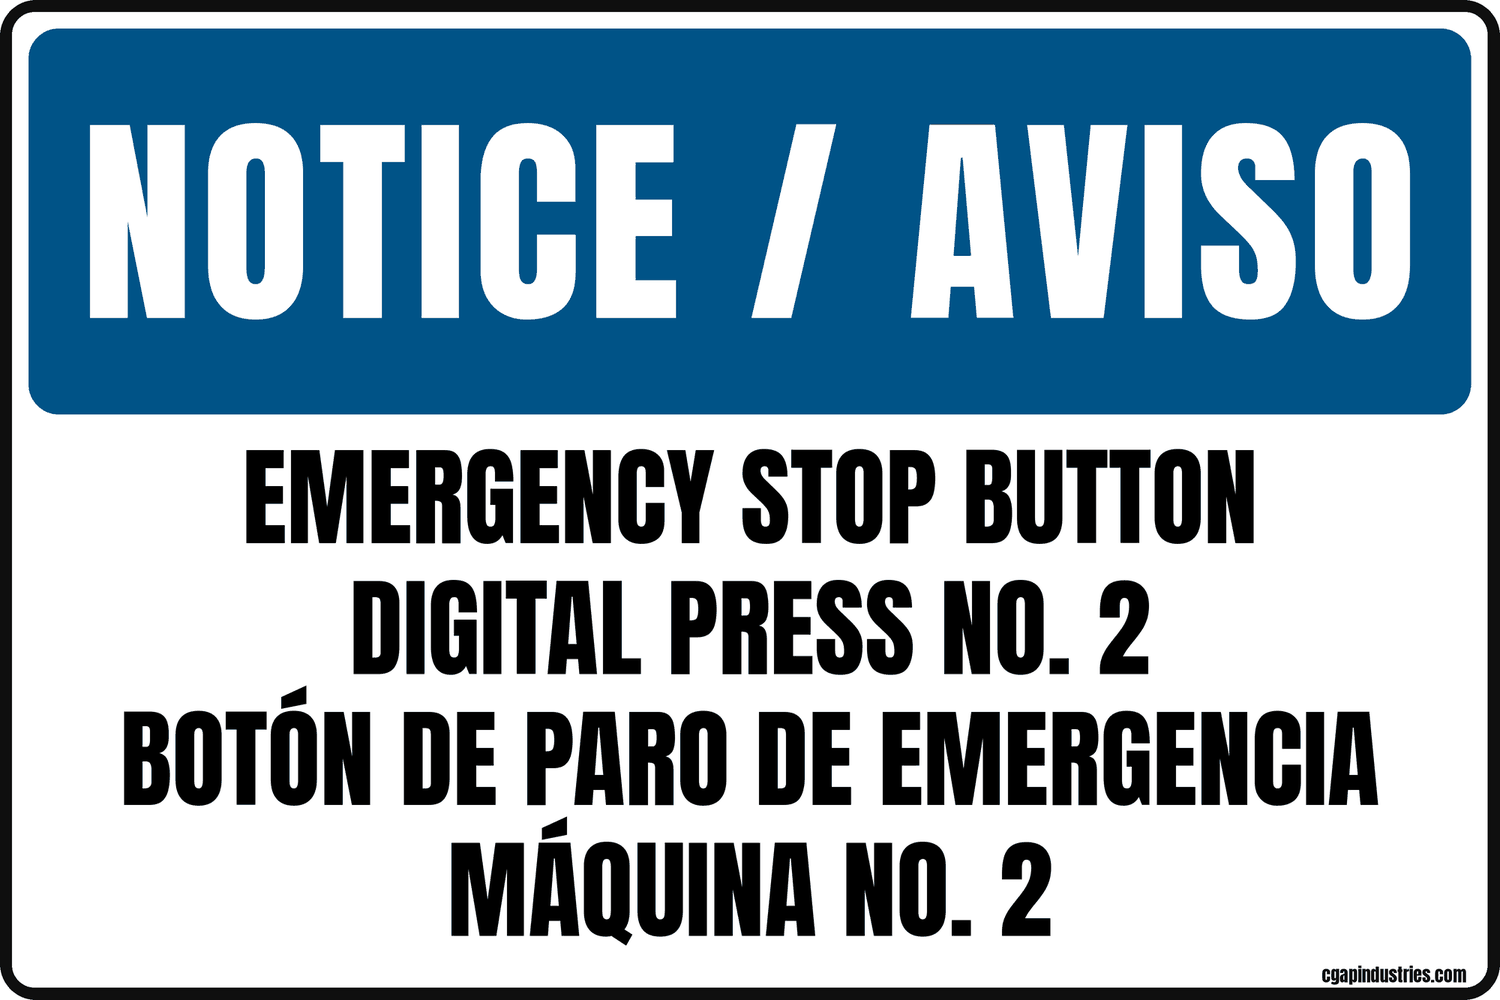 NOTICE / AVISO
EMERGENCY STOP BUTTON
DIGITAL PRESS NO. 2
BOTÓN DE PARO DE EMERGENCIA
MÁQUINA NO. 2
cgapindustries.com